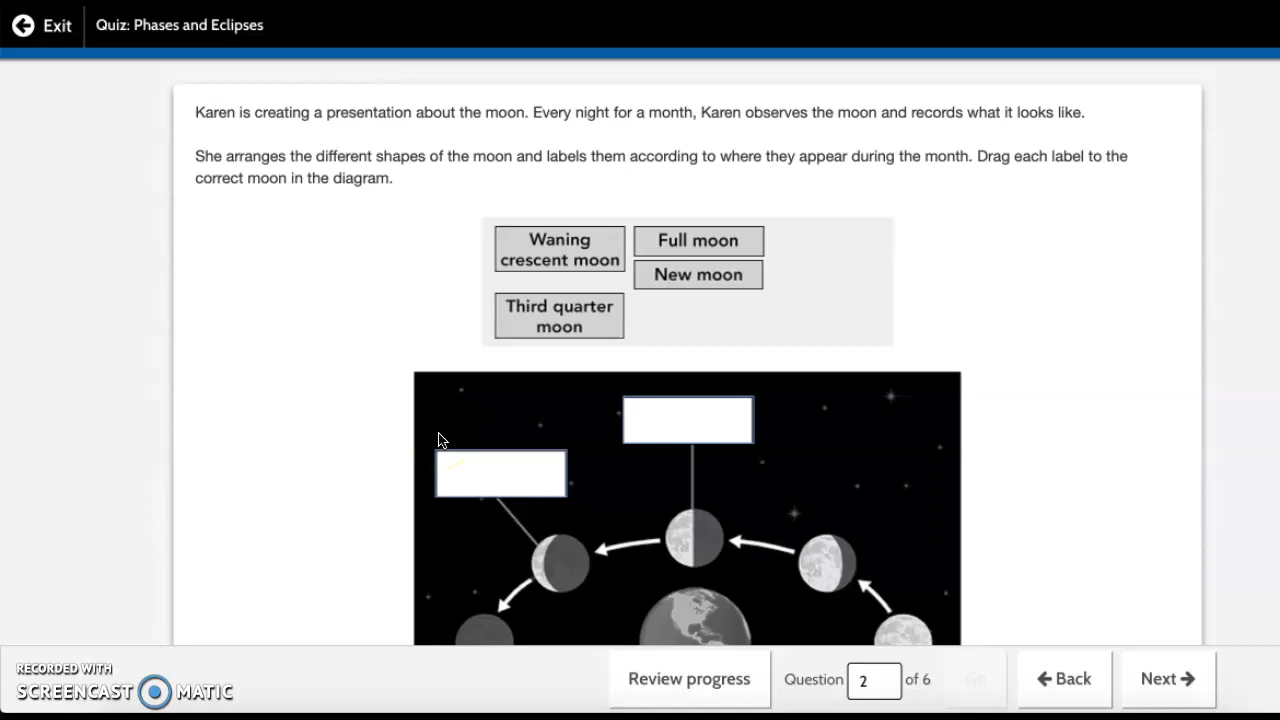 Exit
Quiz: Phases and Eclipses
Karen is creating a presentation about the moon. Every night for a month, Karen observes the moon and records what it looks like.
She arranges the different shapes of the moon and labels them according to where they appear during the month. Drag each label to the
correct moon in the diagram.
Waning
crescent moon
Full moon
New moon
Third quarter
moon
RECORDED WITH
SCREENCAST MATIC
Review progress
Question 2 of 6
Go
Back
Next